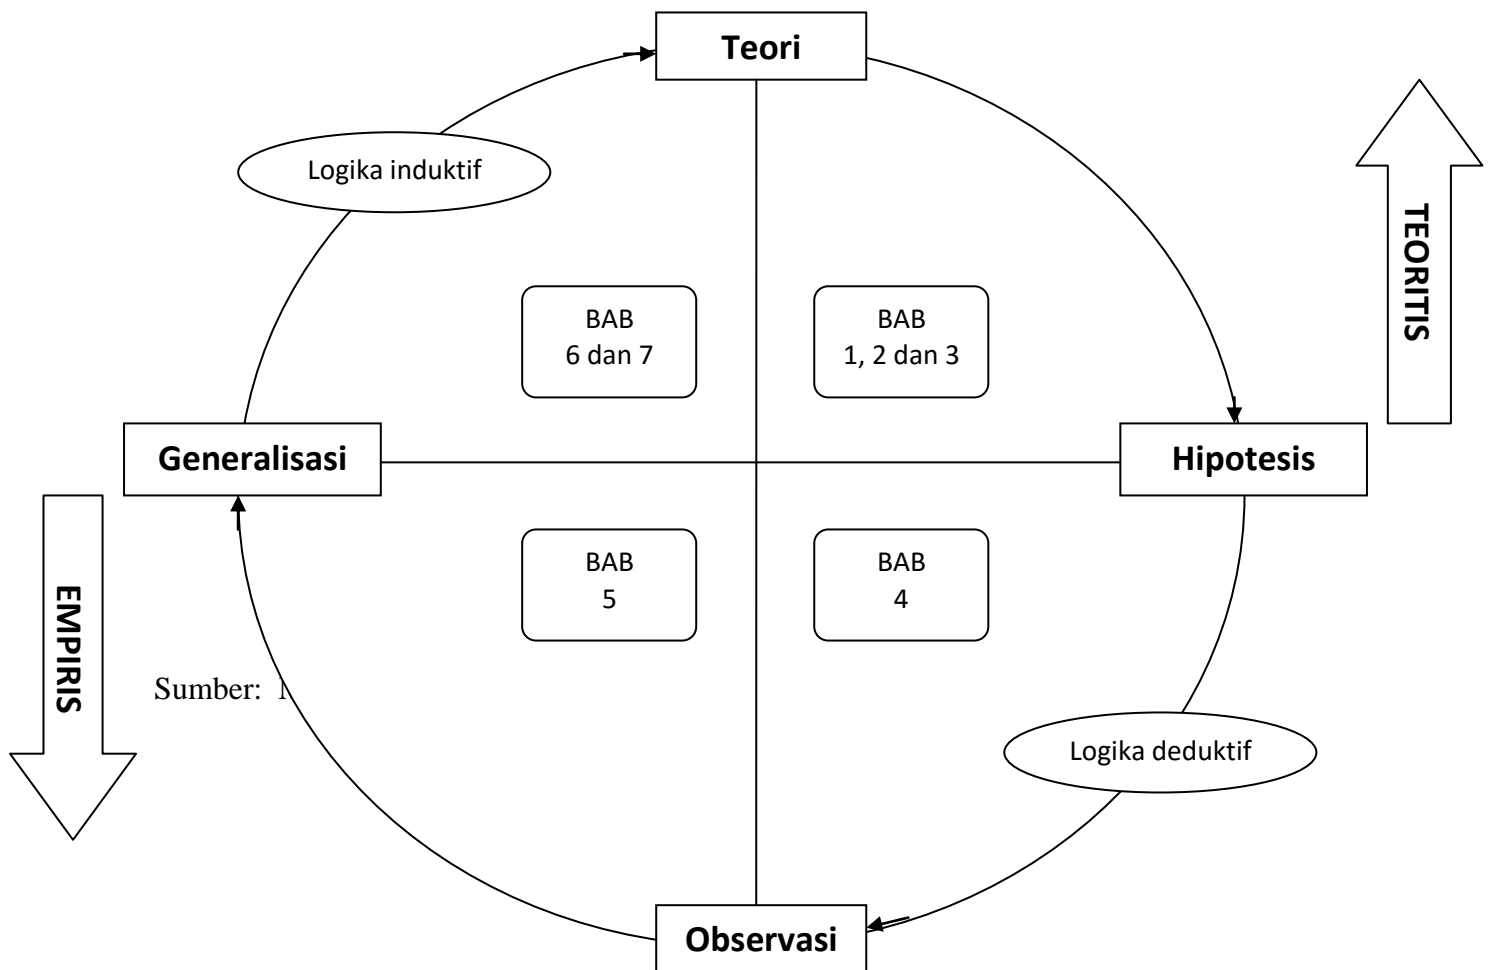 Teori
Logika induktif
TEORITIS
BAB
6 dan 7
BAB
1, 2 dan 3
Generalisasi
Hipotesis
BAB
5
BAB
4
EMPIRIS
Sumber:
Logika deduktif
Observasi